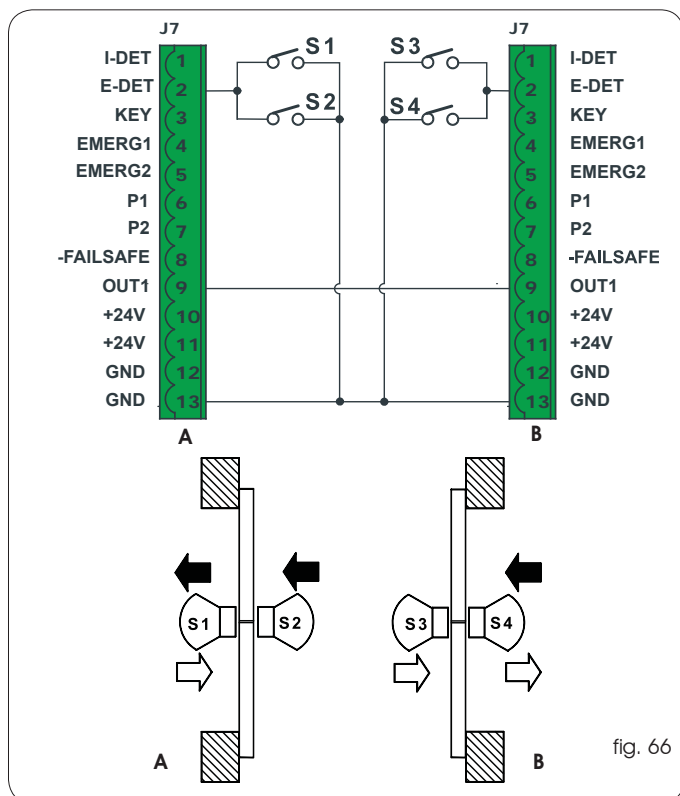 J7 J7
I-DET 1 S1 S3 1 I-DET
E-DET 2 2 E-DET
KEY 3 S2 S4 3 KEY
EMERG1 4 4 EMERG1
EMERG2 5 5 EMERG2
P1 6 6 P1
P2 7 7 P2
-FAILSAFE 8 8 -FAILSAFE
OUT1 9 9 OUT1
+24V 10 10 +24V
+24V 11 11 +24V
GND 12 12 GND
GND 13 13 GND
A B
S1 S2 S3 S4
A B fig. 66